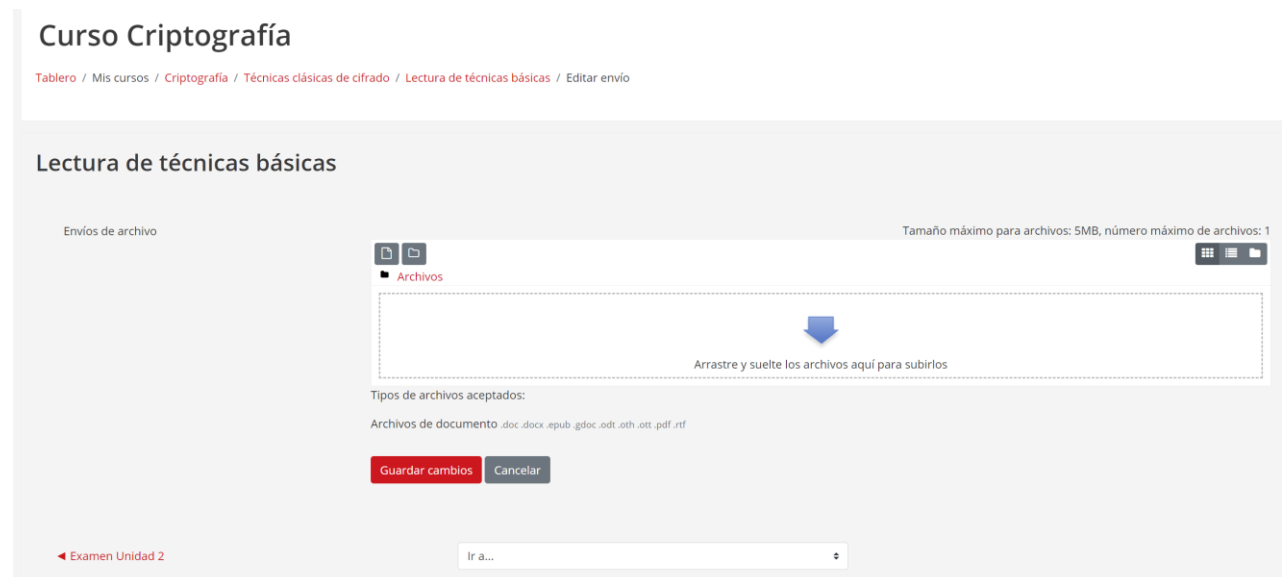 Curso Criptografía
Tablero / Mis cursos / Criptografía / Técnicas clásicas de cifrado / Lectura de técnicas básicas / Editar envío
Lectura de técnicas básicas
Envíos de archivo
Tamaño máximo para archivos: 5MB, número máximo de archivos: 1
Archivos
Arrastre y suelte los archivos aquí para subirlos
Tipos de archivos aceptados:
Archivos de documento .doc .docx .epub .gdoc .odt .oth .ott .pdf .rtf
Guardar cambios Cancelar
◄ Examen Unidad 2
Ir a...